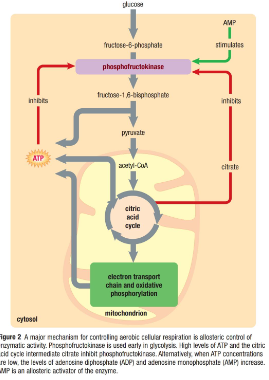 glucose
AMP
fructose-6-phosphate
stimulates
phosphofructokinase
fructose-1,6-bisphosphate
inhibits
inhibits
pyruvate
ATP
acetyl-CoA
citrate
citric
acid
cycle
electron transport
chain and oxidative
phosphorylation
mitochondrion
cytosol
Figure 2 A major mechanism for controlling aerobic cellular respiration is allosteric control of
enzymatic activity. Phosphofructokinase is used early in glycolysis. High levels of ATP and the citric
acid cycle intermediate citrate inhibit phosphofructokinase. Alternatively, when ATP concentrations
are low, the levels of adenosine diphosphate (ADP) and adenosine monophosphate (AMP) increase.
AMP is an allosteric activator of the enzyme.